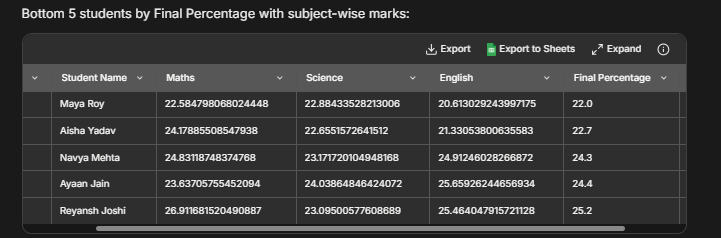 Bottom 5 students by Final Percentage with subject-wise marks:
Export Export to Sheets Expand
Student Name Maths Science English Final Percentage
Maya Roy 22.584798068024448 22.88433528213006 20.613029243997175 22.0
Aisha Yadav 24.17885508547938 22.6551572641512 21.33053800635583 22.7
Navya Mehta 24.83118748374768 23.171720104948168 24.91246028266872 24.3
Ayaan Jain 23.63705755452094 24.03864846424072 25.65926244656934 24.4
Reyansh Joshi 26.911681520490887 23.09500577608689 25.464047915721128 25.2